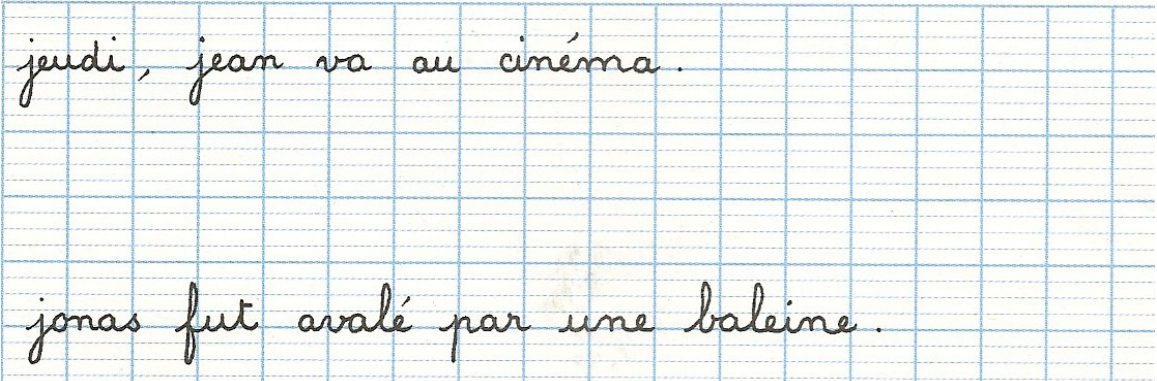 jeudi, jean va au cinéma.
jonas fut avalé par une baleine.